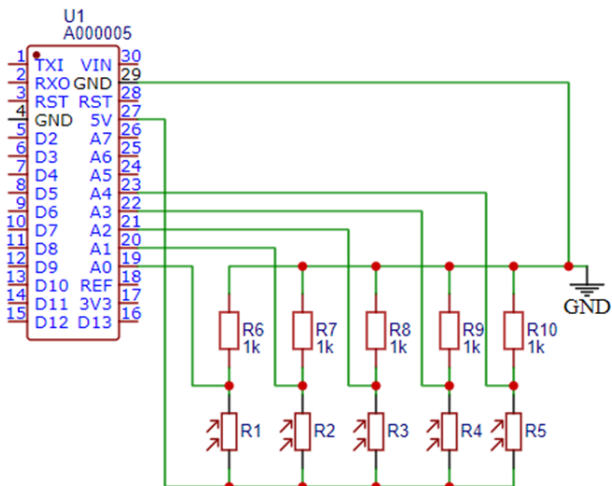 U1
A000005
1 TXI VIN 30
2 RXO GND 29
3 RST RST 28
4 GND 5V 27
5 D2 A7 26
6 D3 A6 25
7 D4 A5 24
8 D5 A4 23
9 D6 A3 22
10 D7 A2 21
11 D8 A1 20
12 D9 A0 19
13 D10 REF 18
14 D11 3V3 17
15 D12 D13 16
GND
R6 R7 R8 R9 R10
1k 1k 1k 1k 1k
R1 R2 R3 R4 R5